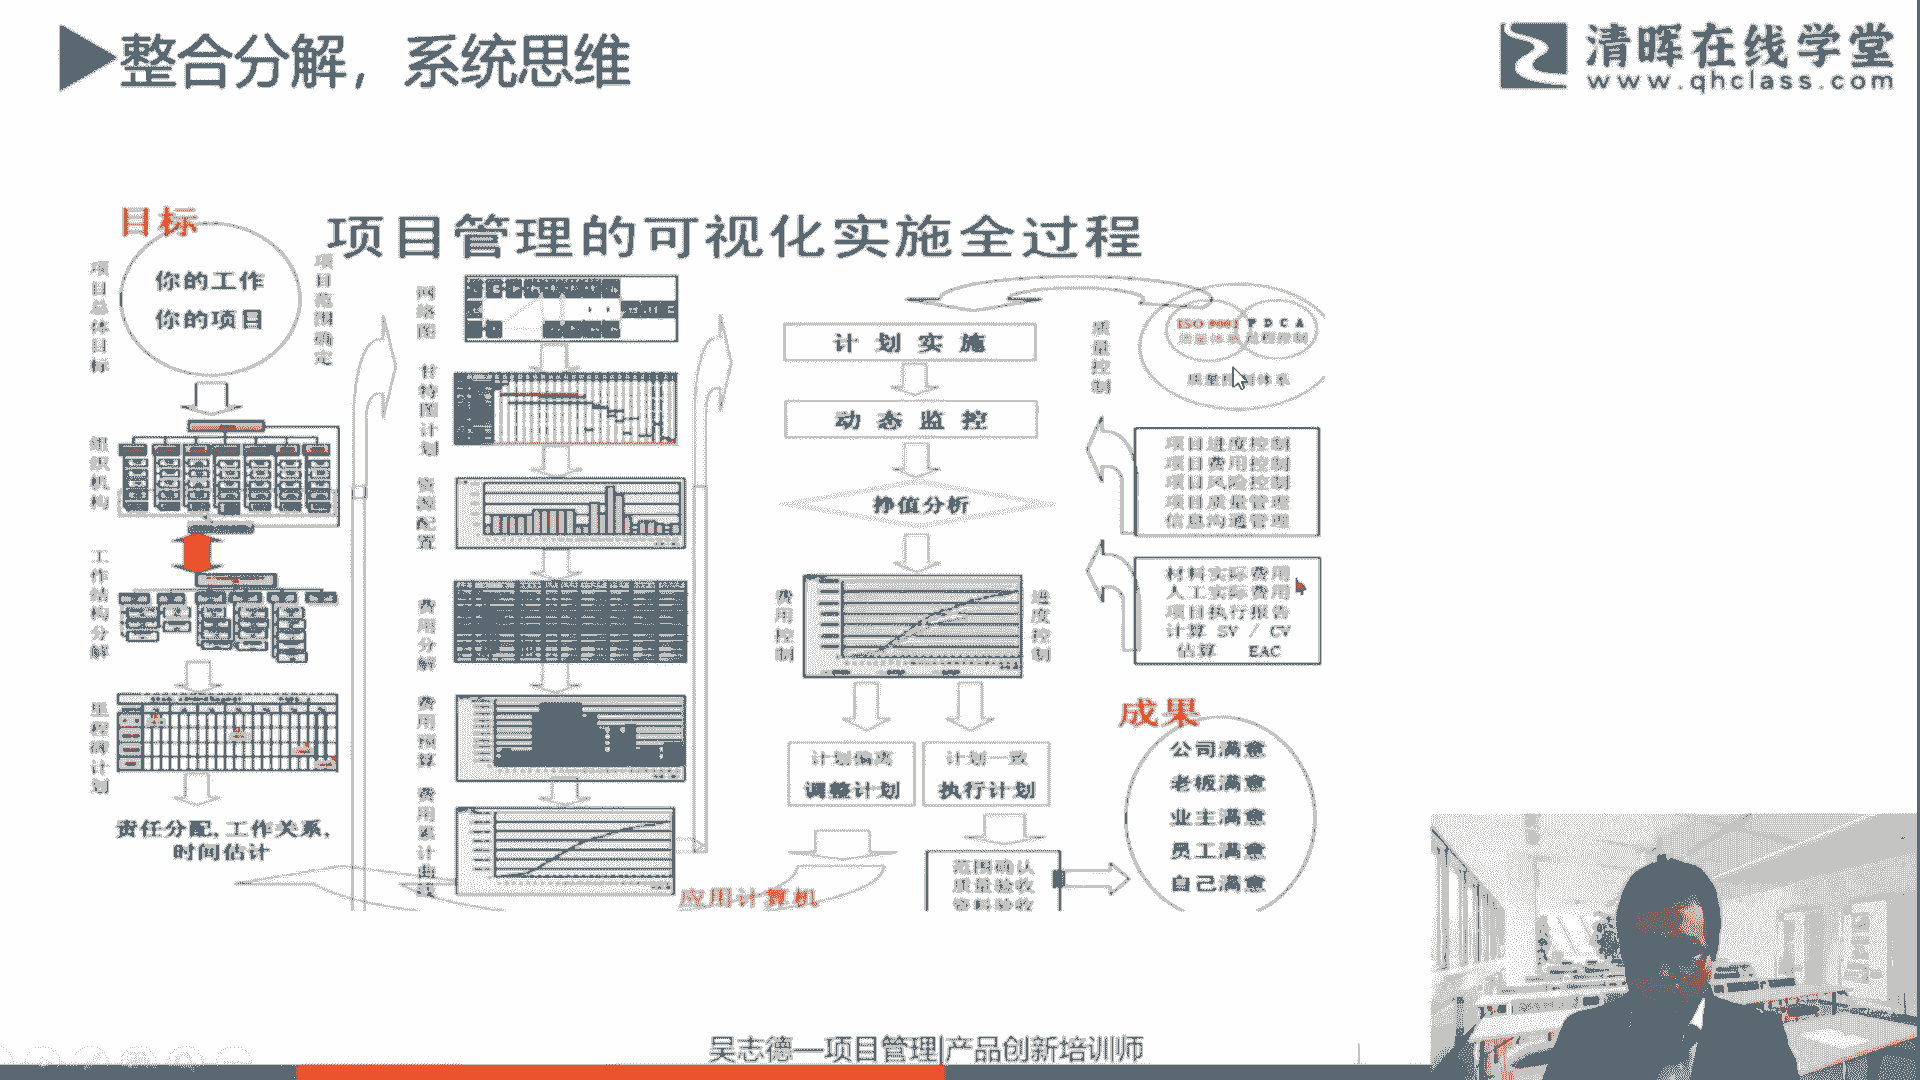 整合分解，系统思维
清晖在线学堂
www.qhclass.com
项目管理的可视化实施全过程
目标
项目总体目标
你的工作
你的项目
项目范围确定
组织机构
工作结构分解
里程碑计划
责任分配,工作关系,
时间估计
网络图
甘特图计划
资源配置
费用分解
费用预算
费用累计曲线
应用计算机
计划实施
动态监控
挣值分析
费用控制
进度控制
计划偏离
调整计划
计划一致
执行计划
范围确认
质量验收
资料验收
质量控制
ISO 9001
质量体系
P D C A
过程控制
质量控制体系
项目进度控制
项目费用控制
项目风险控制
项目质量管理
信息沟通管理
材料实际费用
人工实际费用
项目执行报告
计算 SV / CV
估算 EAC
成果
公司满意
老板满意
业主满意
员工满意
自己满意
吴志德—项目管理|产品创新培训师